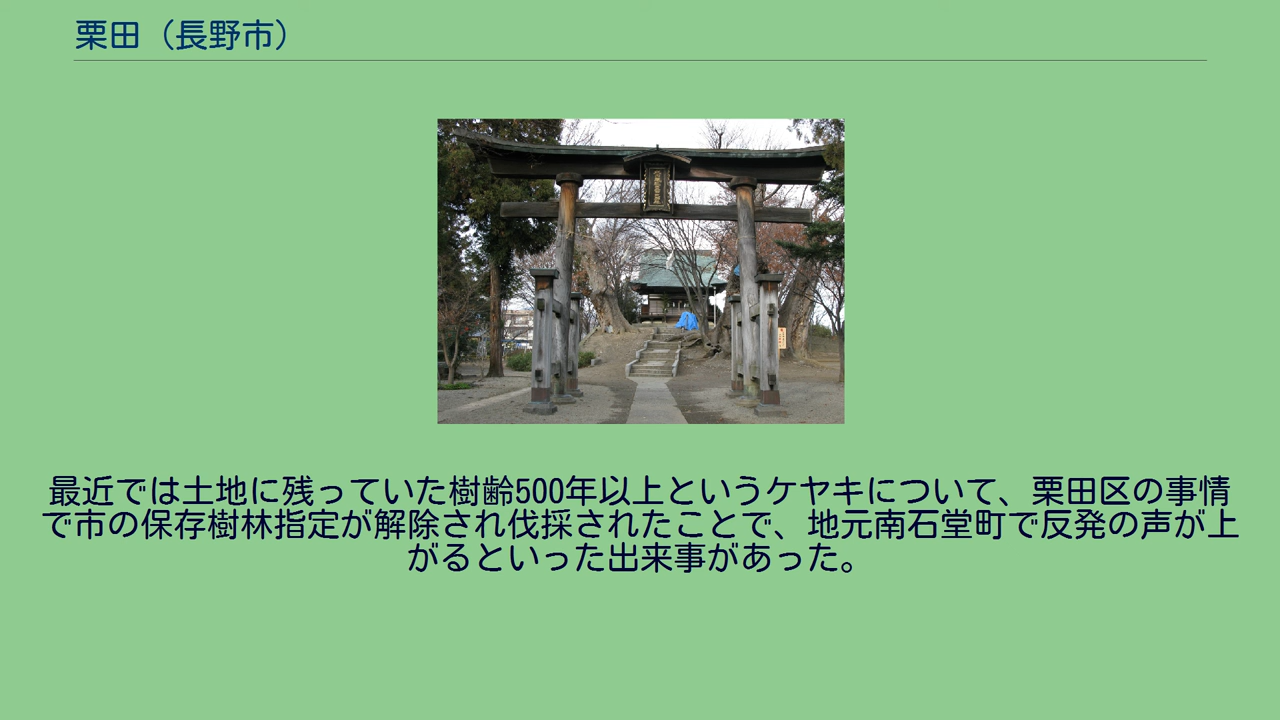 栗田（長野市）
最近では土地に残っていた樹齢500年以上というケヤキについて、栗田区の事情
で市の保存樹林指定が解除され伐採されたことで、地元南石堂町で反発の声が上
がるといった出来事があった。